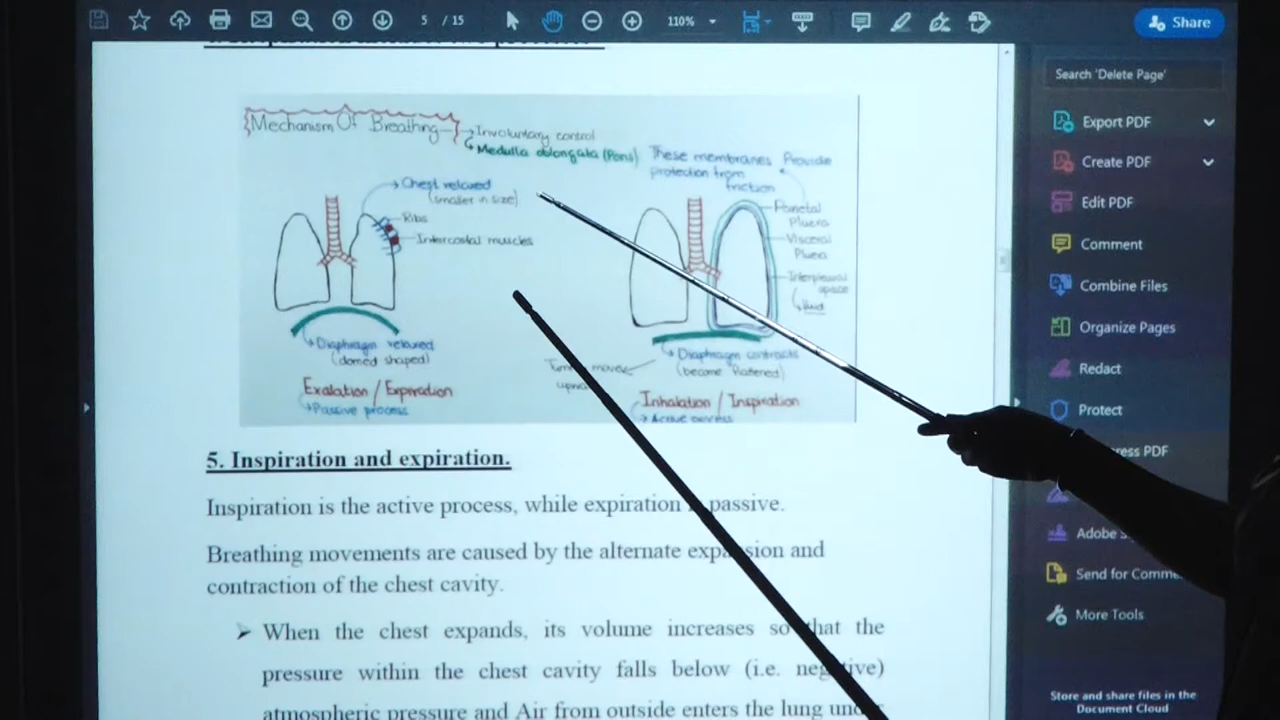 5 / 15
110%
Share
Search 'Delete Page'
Export PDF
Create PDF
Edit PDF
Comment
Combine Files
Organize Pages
Redact
Protect
ress PDF
Adobe S
Send for Comme
More Tools
Store and share files in the
Document Cloud
Mechanism Of Breathing
Involuntary control
Medulla oblongata (Pons)
Chest relaxed
(smaller in size)
Ribs
Intercostal muscles
Diaphragm relaxed
(domed shaped)
Exalation / Expiration
Passive process
These membranes Provide
protection from
friction
Parietal
Pluera
Visceral
Pluera
Interpleural
space
fluid
Diaphragm contracts
(become flattened)
Inhalation / Inspiration
Active process
5. Inspiration and expiration.
Inspiration is the active process, while expiration passive.
Breathing movements are caused by the alternate expansion and
contraction of the chest cavity.
➤ When the chest expands, its volume increases so that the
pressure within the chest cavity falls below (i.e. negative)
atmospheric pressure and Air from outside enters the lung